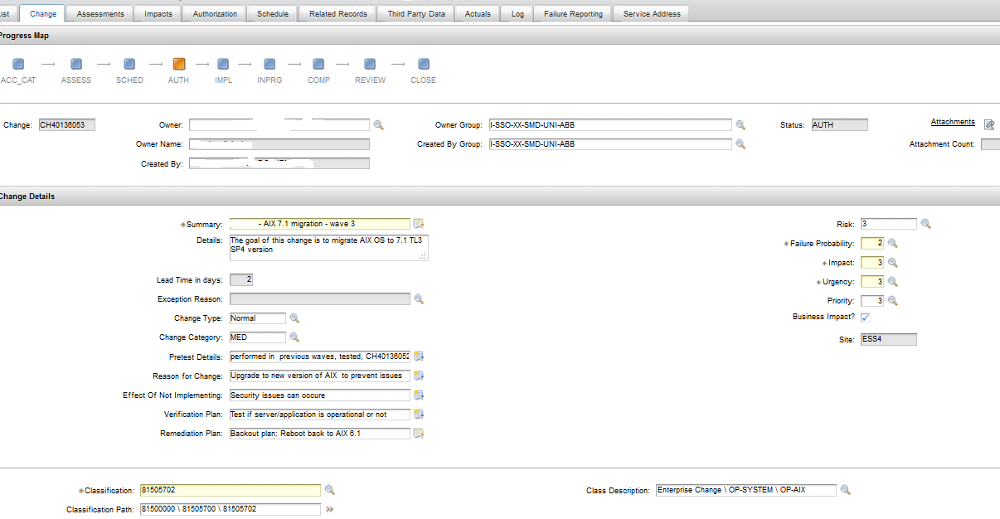 ist Change Assessments Impacts Authorization Schedule Related Records Third Party Data Actuals Log Failure Reporting Service Address
Progress Map
ACC_CAT ASSESS SCHED AUTH IMPL INPRG COMP REVIEW CLOSE
Change: CH40136053 Owner: Owner Group: I-SSO-XX-SMD-UNI-ABB Status: AUTH Attachments
Owner Name: Created By Group: I-SSO-XX-SMD-UNI-ABB Attachment Count:
Created By:
Change Details
Summary: - AIX 7.1 migration - wave 3 Risk: 3
Details: The goal of this change is to migrate AIX OS to 7.1 TL3
SP4 version
Failure Probability: 2
Impact: 3
Lead Time in days: 2 Urgency: 3
Exception Reason: Priority: 3
Change Type: Normal Business Impact?
Change Category: MED Site: ESS4
Pretest Details: performed in previous waves, tested, CH40136052
Reason for Change: Upgrade to new version of AIX to prevent issues
Effect Of Not Implementing: Security issues can occure
Verification Plan: Test if server/application is operational or not
Remediation Plan: Backout plan: Reboot back to AIX 6.1
Classification: 81505702 Class Description: Enterprise Change \ OP-SYSTEM \ OP-AIX
Classification Path: 81500000 \ 81505700 \ 81505702